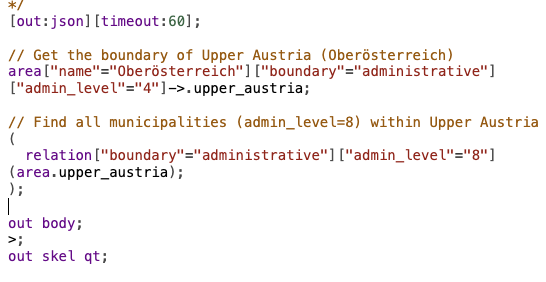 */
[out:json][timeout:60];
// Get the boundary of Upper Austria (Oberösterreich)
area["name"="Oberösterreich"]["boundary"="administrative"]
["admin_level"="4"]->.upper_austria;
// Find all municipalities (admin_level=8) within Upper Austria
(
  relation["boundary"="administrative"]["admin_level"="8"]
(area.upper_austria);
);
out body;
>;
out skel qt;